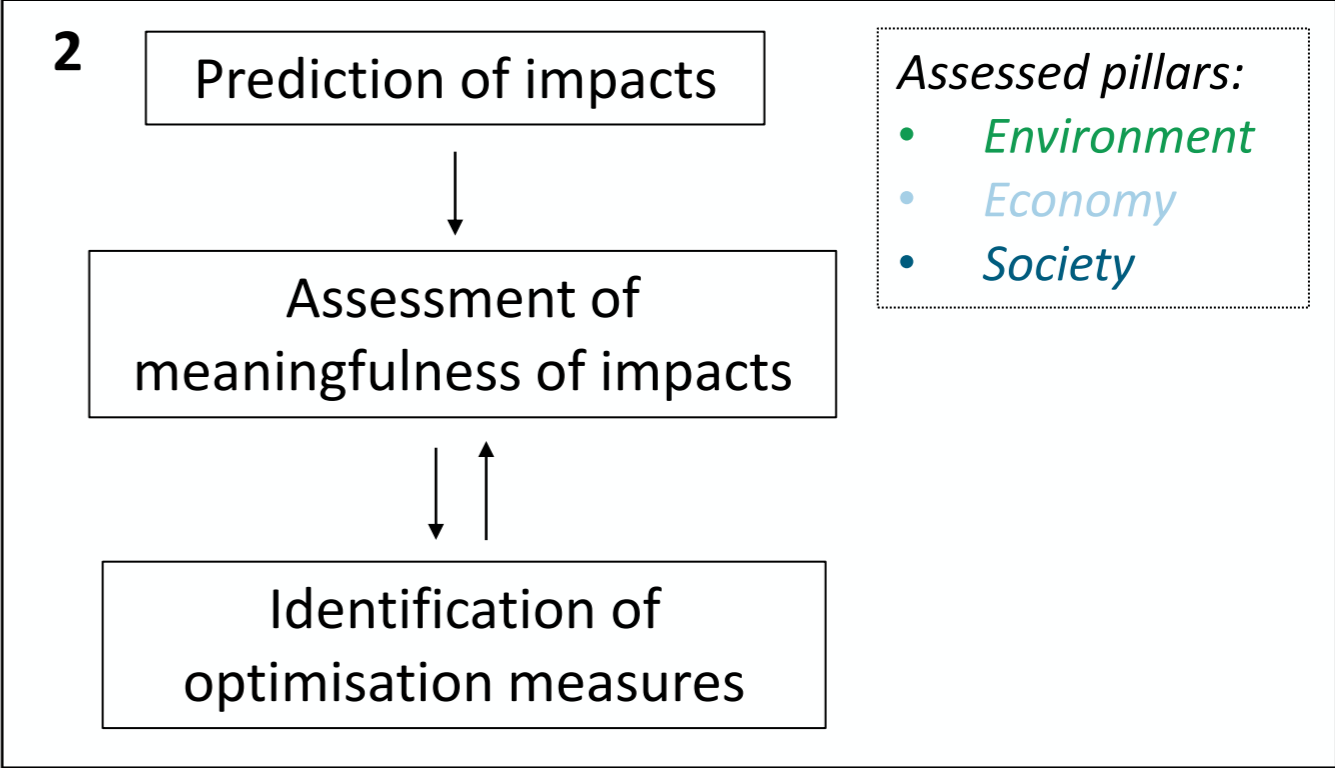 2
Prediction of impacts
Assessed pillars:
• Environment
• Economy
• Society
Assessment of
meaningfulness of impacts
Identification of
optimisation measures